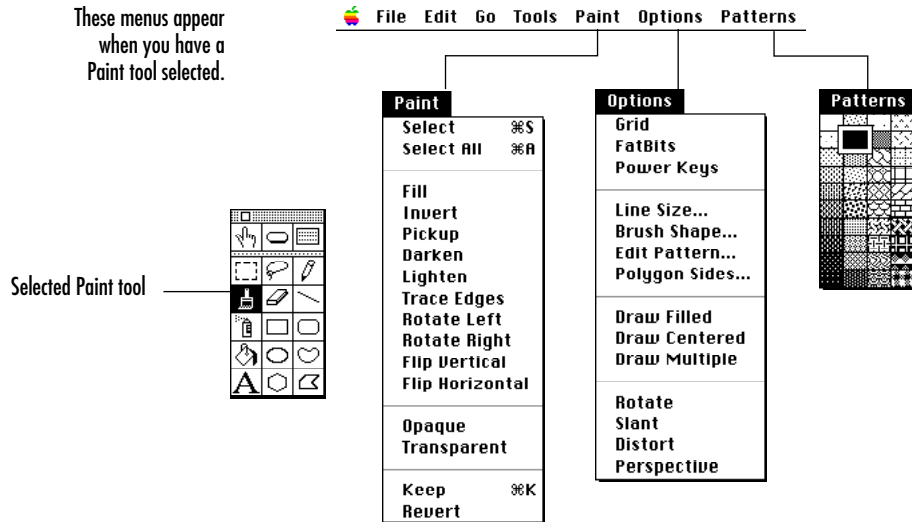 These menus appear
when you have a
Paint tool selected.
File Edit Go Tools Paint Options Patterns
Paint
Select ⌘S
Select All ⌘A
Fill
Invert
Pickup
Darken
Lighten
Trace Edges
Rotate Left
Rotate Right
Flip Vertical
Flip Horizontal
Opaque
Transparent
Keep ⌘K
Revert
Options
Grid
FatBits
Power Keys
Line Size...
Brush Shape...
Edit Pattern...
Polygon Sides...
Draw Filled
Draw Centered
Draw Multiple
Rotate
Slant
Distort
Perspective
Patterns
Selected Paint tool
A